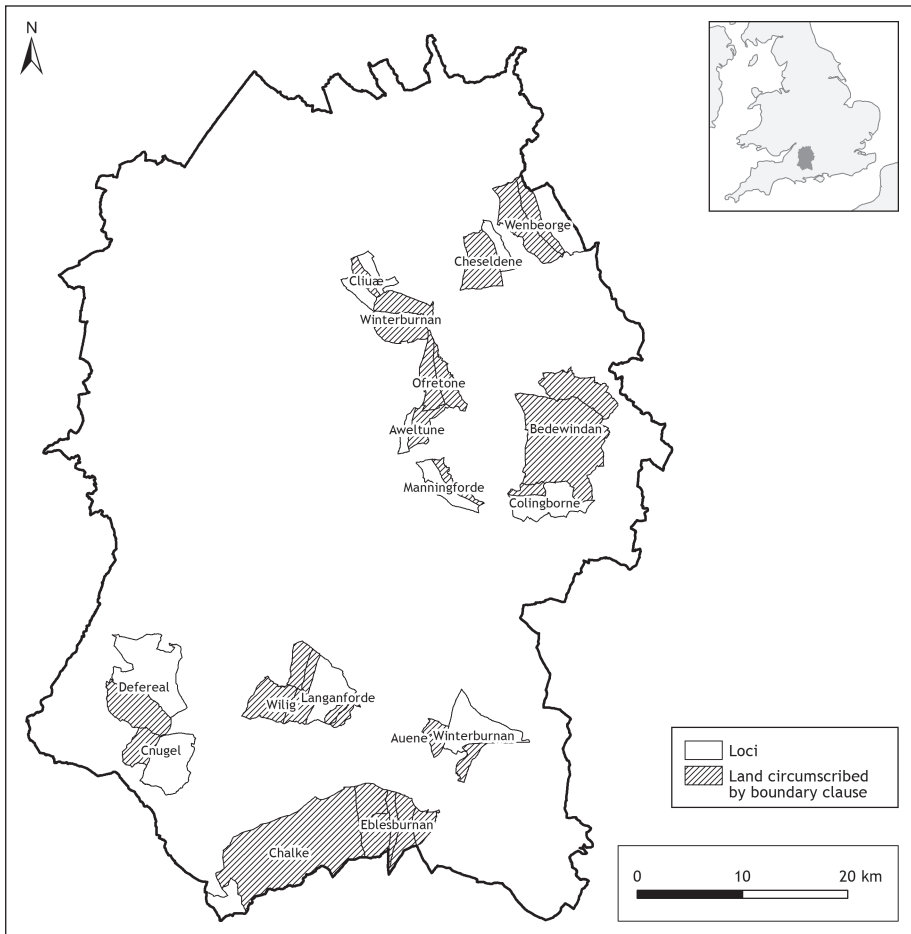 N
Wenbeorge
Cheseldene
Cliuæ
Winterburnan
Ofretone
Aweltune
Bedewindan
Manningforde
Colingborne
Defereal
Wilig
Langanforde
Cnugel
Auene
Winterburnan
Eblesburnan
Chalke
Loci
Land circumscribed
by boundary clause
0 10 20 km